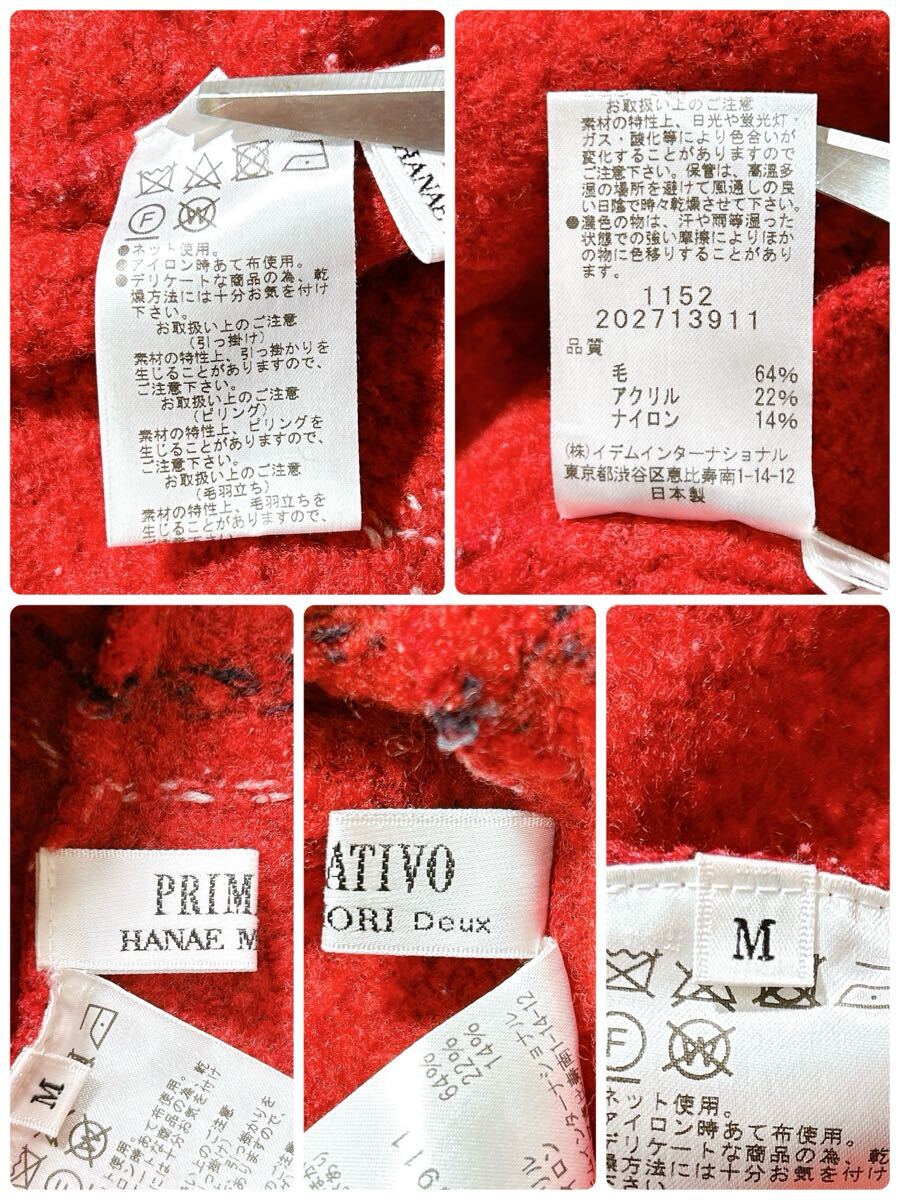 HANAE
F
W
●ネット使用。
●アイロン時あて布使用。
●デリケートな商品の為、乾
燥方法には十分お気を付け
下さい。
お取扱い上のご注意
(引っ掛け)
素材の特性上、引っ掛かりを
生じることがありますので、
ご注意下さい。
お取扱い上のご注意
(ピリング)
素材の特性上、ピリングを
生じることがありますので、
ご注意下さい。
お取扱い上のご注意
(毛羽立ち)
素材の特性上、毛羽立ちを
生じることがありますので、
ご注意下さい。
お取扱い上のご注意
素材の特性上、日光や蛍光灯・
ガス・酸化等により色合いが
変化することがありますので
ご注意下さい。保管は、高温多
湿の場所を避けて風通しの良
い日陰で時々乾燥させて下さい。
●濃色の物は、汗や雨等湿った
状態での強い摩擦によりほか
の物に色移りすることがあり
ます。
1152
202713911
品質
毛 64%
アクリル 22%
ナイロン 14%
(株)イデムインターナショナル
東京都渋谷区恵比寿南1-14-12
日本製
PRIM
HANAE M
M
ATIVO
ORI Deux
64%
22%
14%
M
F
W
ネット使用。
アイロン時あて布使用。
デリケートな商品の為、乾
燥方法には十分お気を付け